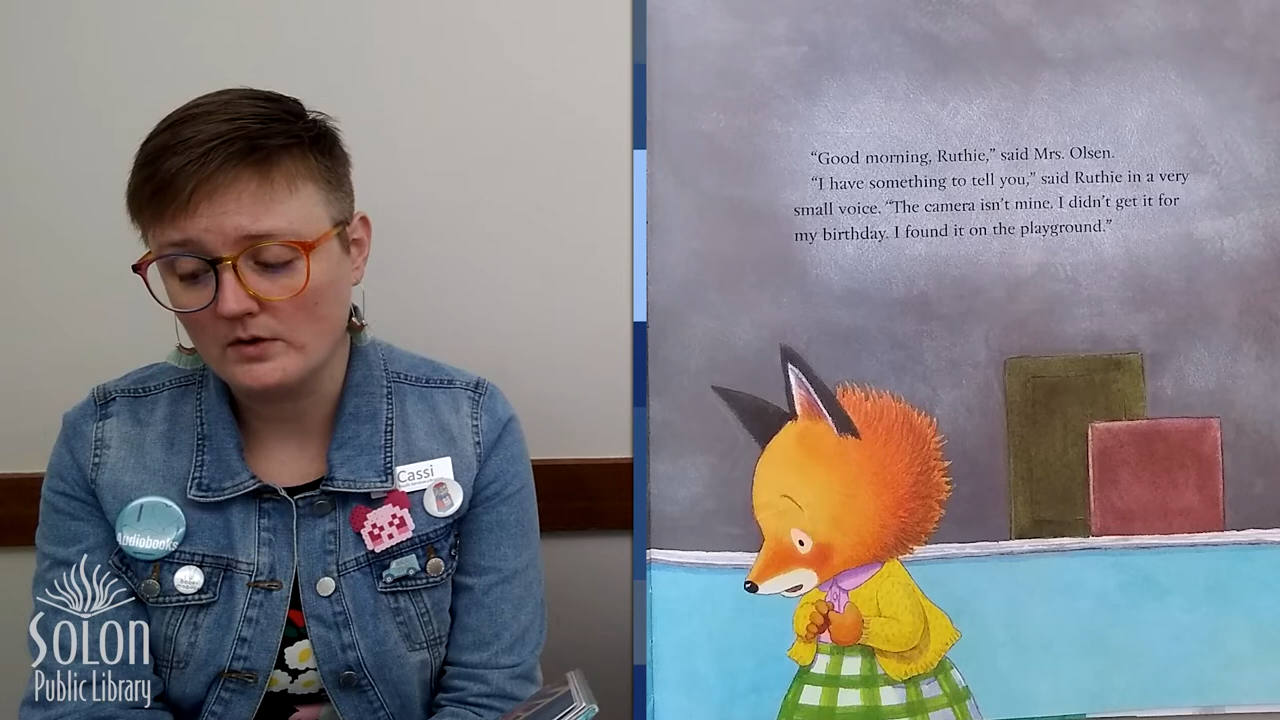 Cassi
Audiobooks
SOLON
Public Library
“Good morning, Ruthie,” said Mrs. Olsen.
“I have something to tell you,” said Ruthie in a very
small voice. “The camera isn’t mine. I didn’t get it for
my birthday. I found it on the playground.”